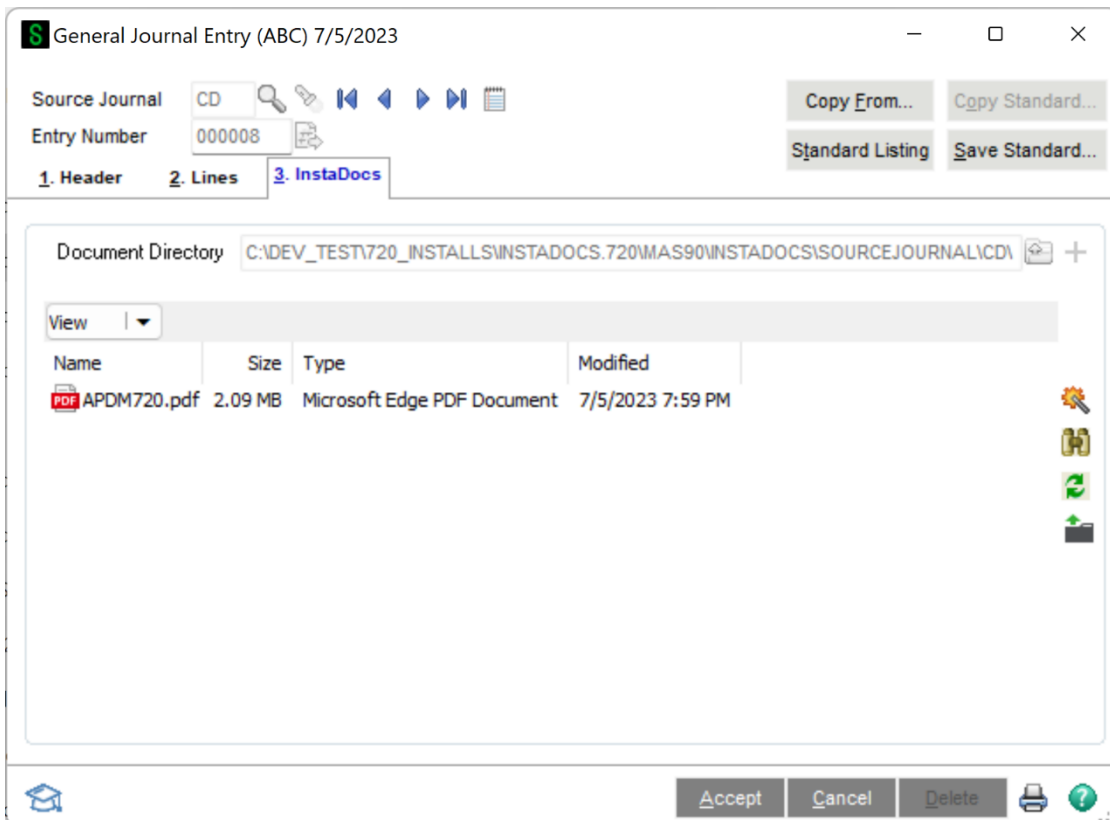 S General Journal Entry (ABC) 7/5/2023
Source Journal CD
Entry Number 000008
Copy From... Copy Standard...
Standard Listing Save Standard...
1. Header 2. Lines 3. InstaDocs
Document Directory C:\DEV_TEST\720_INSTALLS\INSTADOCS.720\MAS90\INSTADOCS\SOURCEJOURNAL\CD\
View
Name Size Type Modified
PDF APDM720.pdf 2.09 MB Microsoft Edge PDF Document 7/5/2023 7:59 PM
Accept Cancel Delete ?